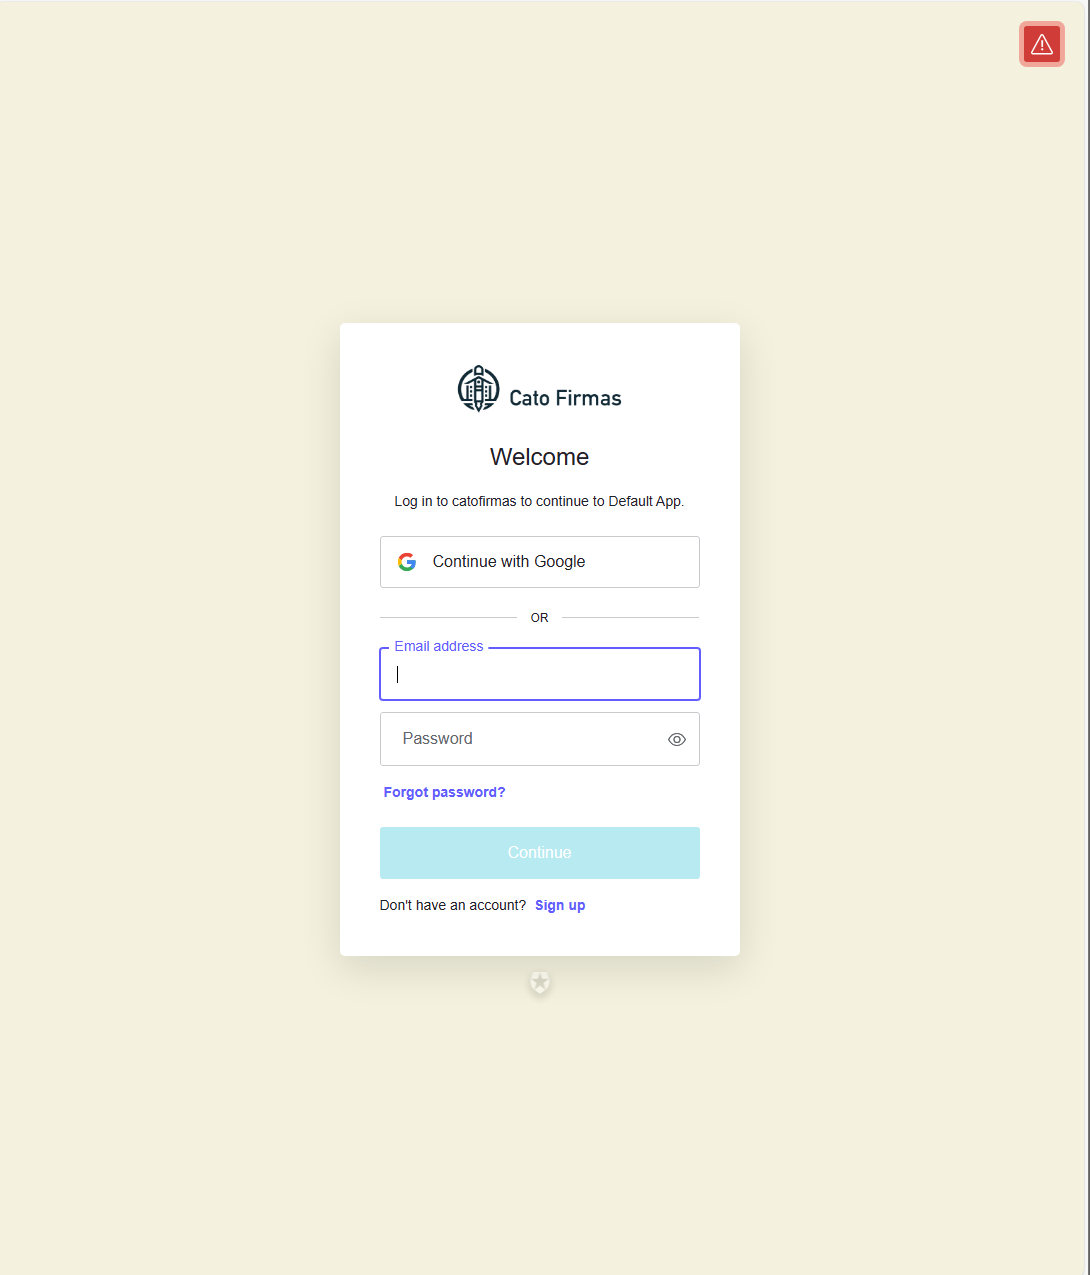 Cato Firmas
Welcome
Log in to catofirmas to continue to Default App.
Continue with Google
OR
Email address
Password
Forgot password?
Continue
Don't have an account? Sign up